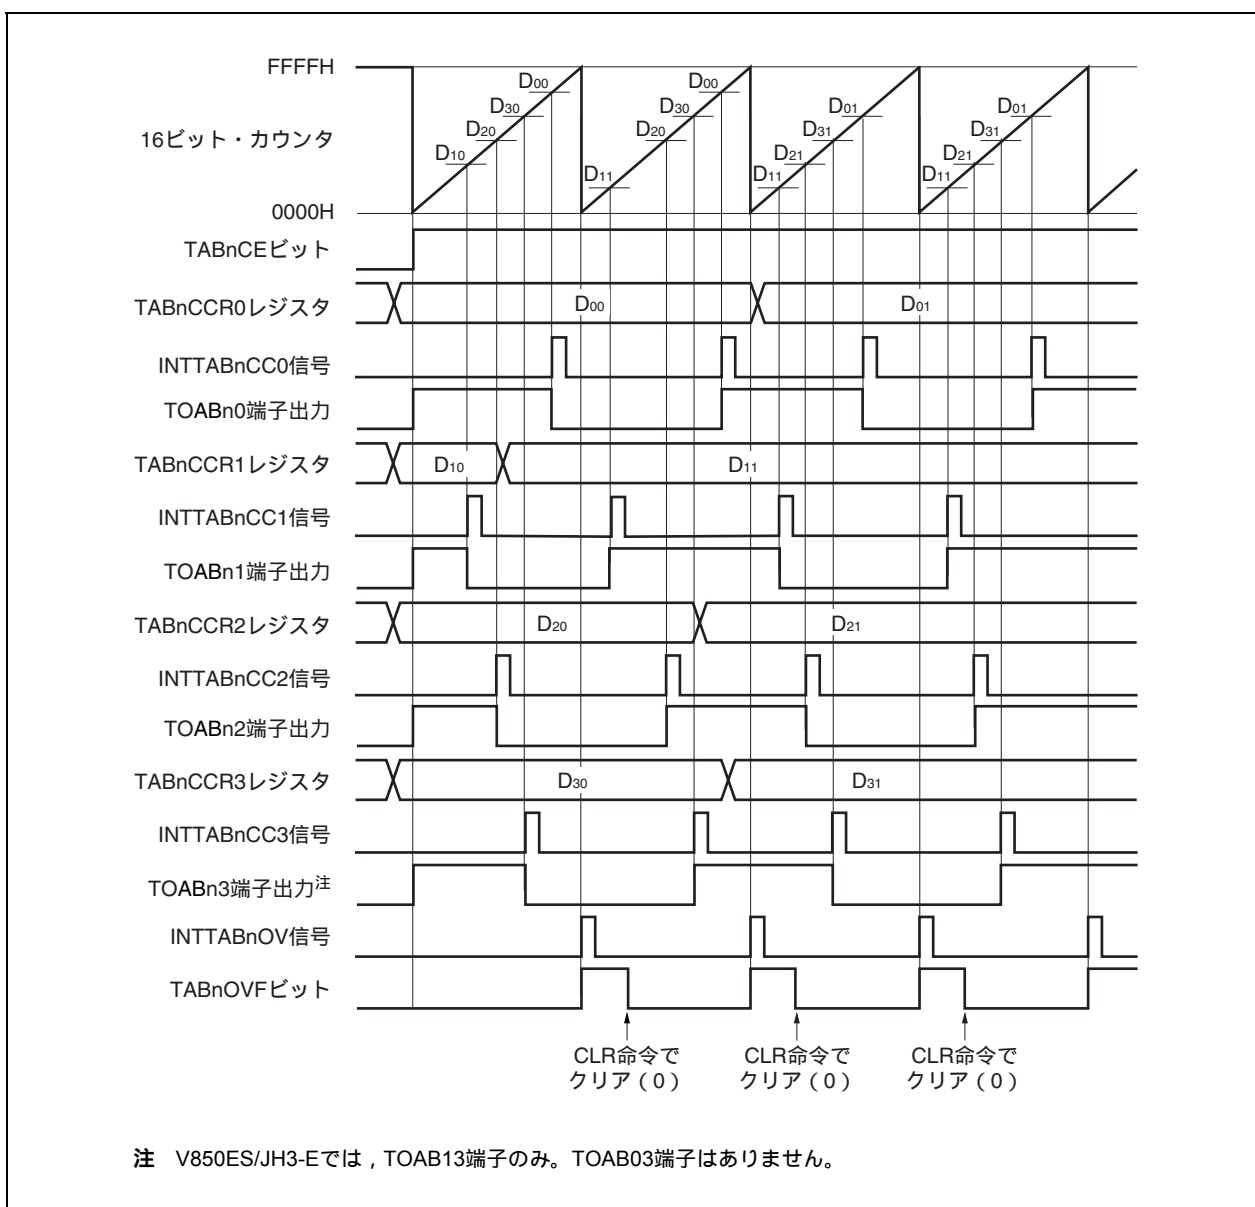 FFFFH
D00 D00
D30 D30 D01 D01
16ビット・カウンタ
D20 D20 D31 D31
D10 D21 D21
D11 D11 D11
0000H
TABnCEビット
TABnCCR0レジスタ D00 D01
INTTABnCC0信号
TOABn0端子出力
TABnCCR1レジスタ D10 D11
INTTABnCC1信号
TOABn1端子出力
TABnCCR2レジスタ D20 D21
INTTABnCC2信号
TOABn2端子出力
TABnCCR3レジスタ D30 D31
INTTABnCC3信号
TOABn3端子出力注
INTTABnOV信号
TABnOVFビット
CLR命令で
クリア(0)
CLR命令で
クリア(0)
CLR命令で
クリア(0)
注 V850ES/JH3-Eでは,TOAB13端子のみ。TOAB03端子はありません。